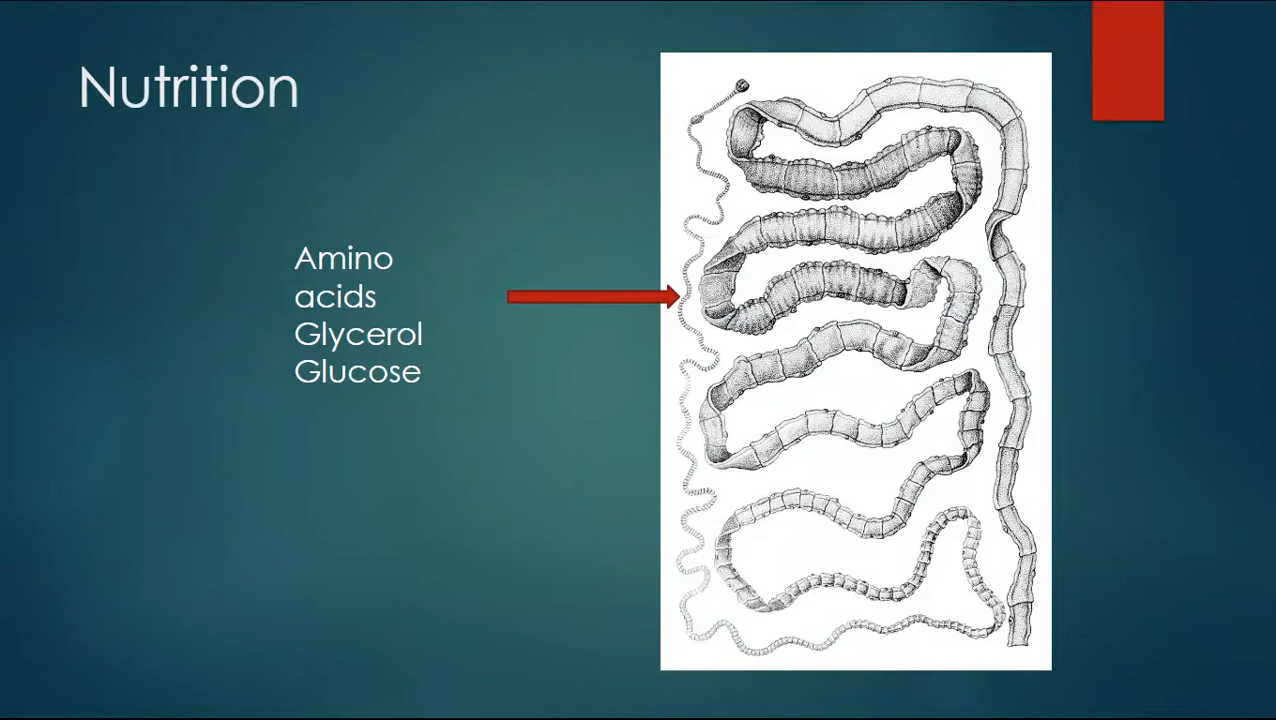 Nutrition
Amino
acids
Glycerol
Glucose